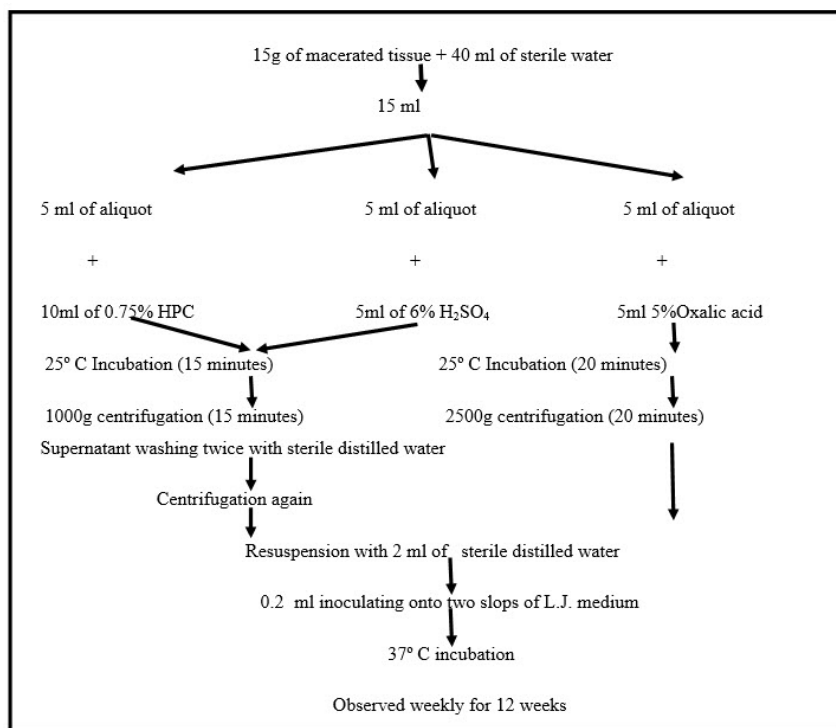 15g of macerated tissue + 40 ml of sterile water
15 ml
5 ml of aliquot 5 ml of aliquot 5 ml of aliquot
+ + +
10ml of 0.75% HPC 5ml of 6% H₂SO₄ 5ml 5%Oxalic acid
25º C Incubation (15 minutes) 25º C Incubation (20 minutes)
1000g centrifugation (15 minutes) 2500g centrifugation (20 minutes)
Supernatant washing twice with sterile distilled water
Centrifugation again
Resuspension with 2 ml of sterile distilled water
0.2 ml inoculating onto two slops of L.J. medium
37º C incubation
Observed weekly for 12 weeks